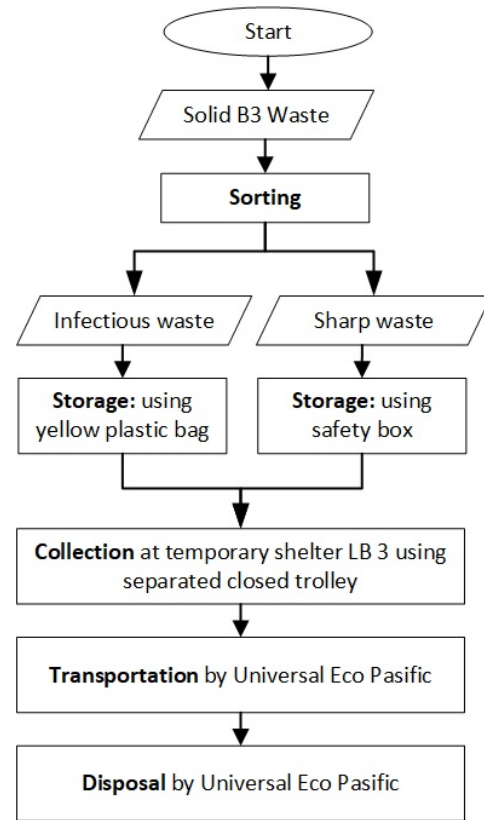 Start
Solid B3 Waste
Sorting
Infectious waste
Sharp waste
Storage: using
yellow plastic bag
Storage: using
safety box
Collection at temporary shelter LB 3 using
separated closed trolley
Transportation by Universal Eco Pasific
Disposal by Universal Eco Pasific